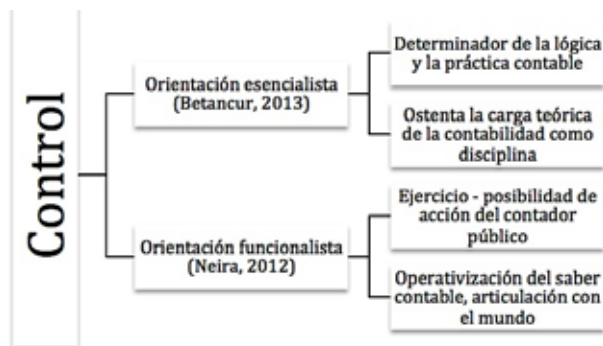 Control
Orientación esencialista
(Betancur, 2013)
Determinador de la lógica
y la práctica contable
Ostenta la carga teórica
de la contabilidad como
disciplina
Orientación funcionalista
(Neira, 2012)
Ejercicio - posibilidad de
acción del contador
público
Operativización del saber
contable, articulación con
el mundo